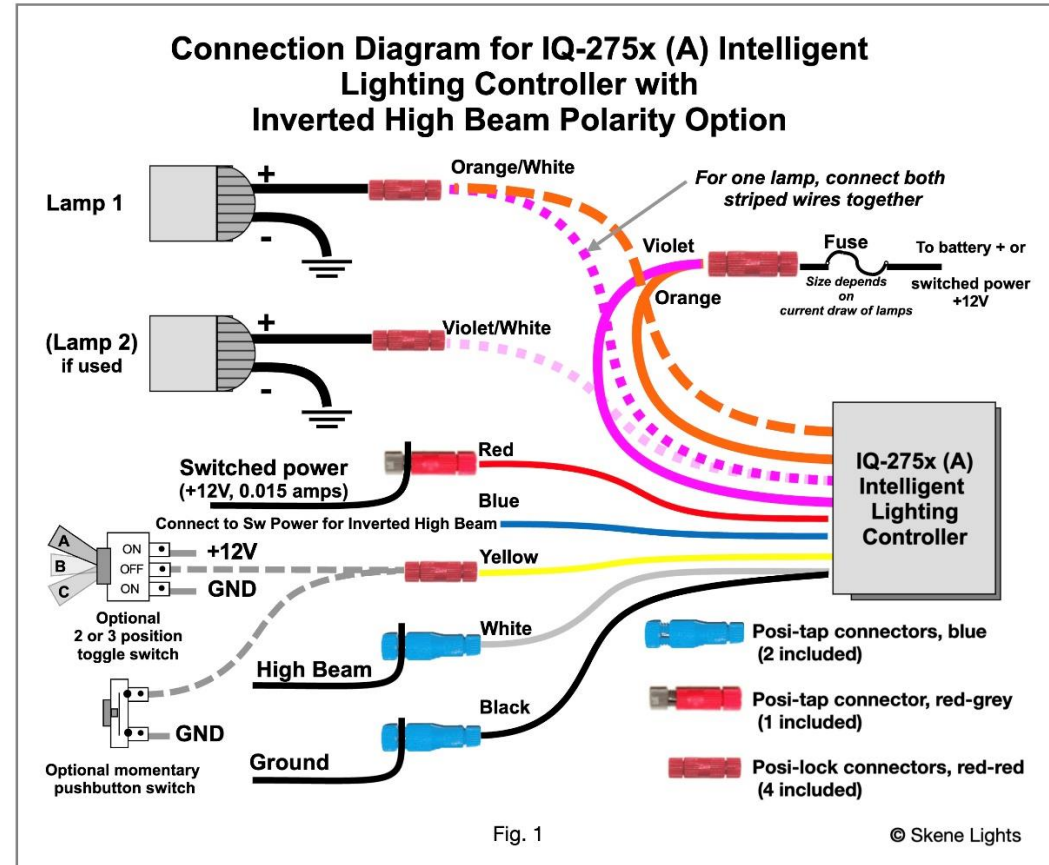 Connection Diagram for IQ-275x (A) Intelligent
Lighting Controller with
Inverted High Beam Polarity Option
Orange/White
+
Lamp 1
-
For one lamp, connect both
striped wires together
Violet
Fuse
To battery + or
switched power
+12V
Orange
Size depends
on
current draw of lamps
Violet/White
+
(Lamp 2)
if used
-
Red
Switched power
(+12V, 0.015 amps)
Blue
Connect to Sw Power for Inverted High Beam
IQ-275x (A)
Intelligent
Lighting
Controller
Yellow
A
B
C
ON
OFF
ON
+12V
GND
Optional
2 or 3 position
toggle switch
White
High Beam
Posi-tap connectors, blue
(2 included)
Black
GND
Ground
Optional momentary
pushbutton switch
Posi-tap connector, red-grey
(1 included)
Posi-lock connectors, red-red
(4 included)
Fig. 1
© Skene Lights